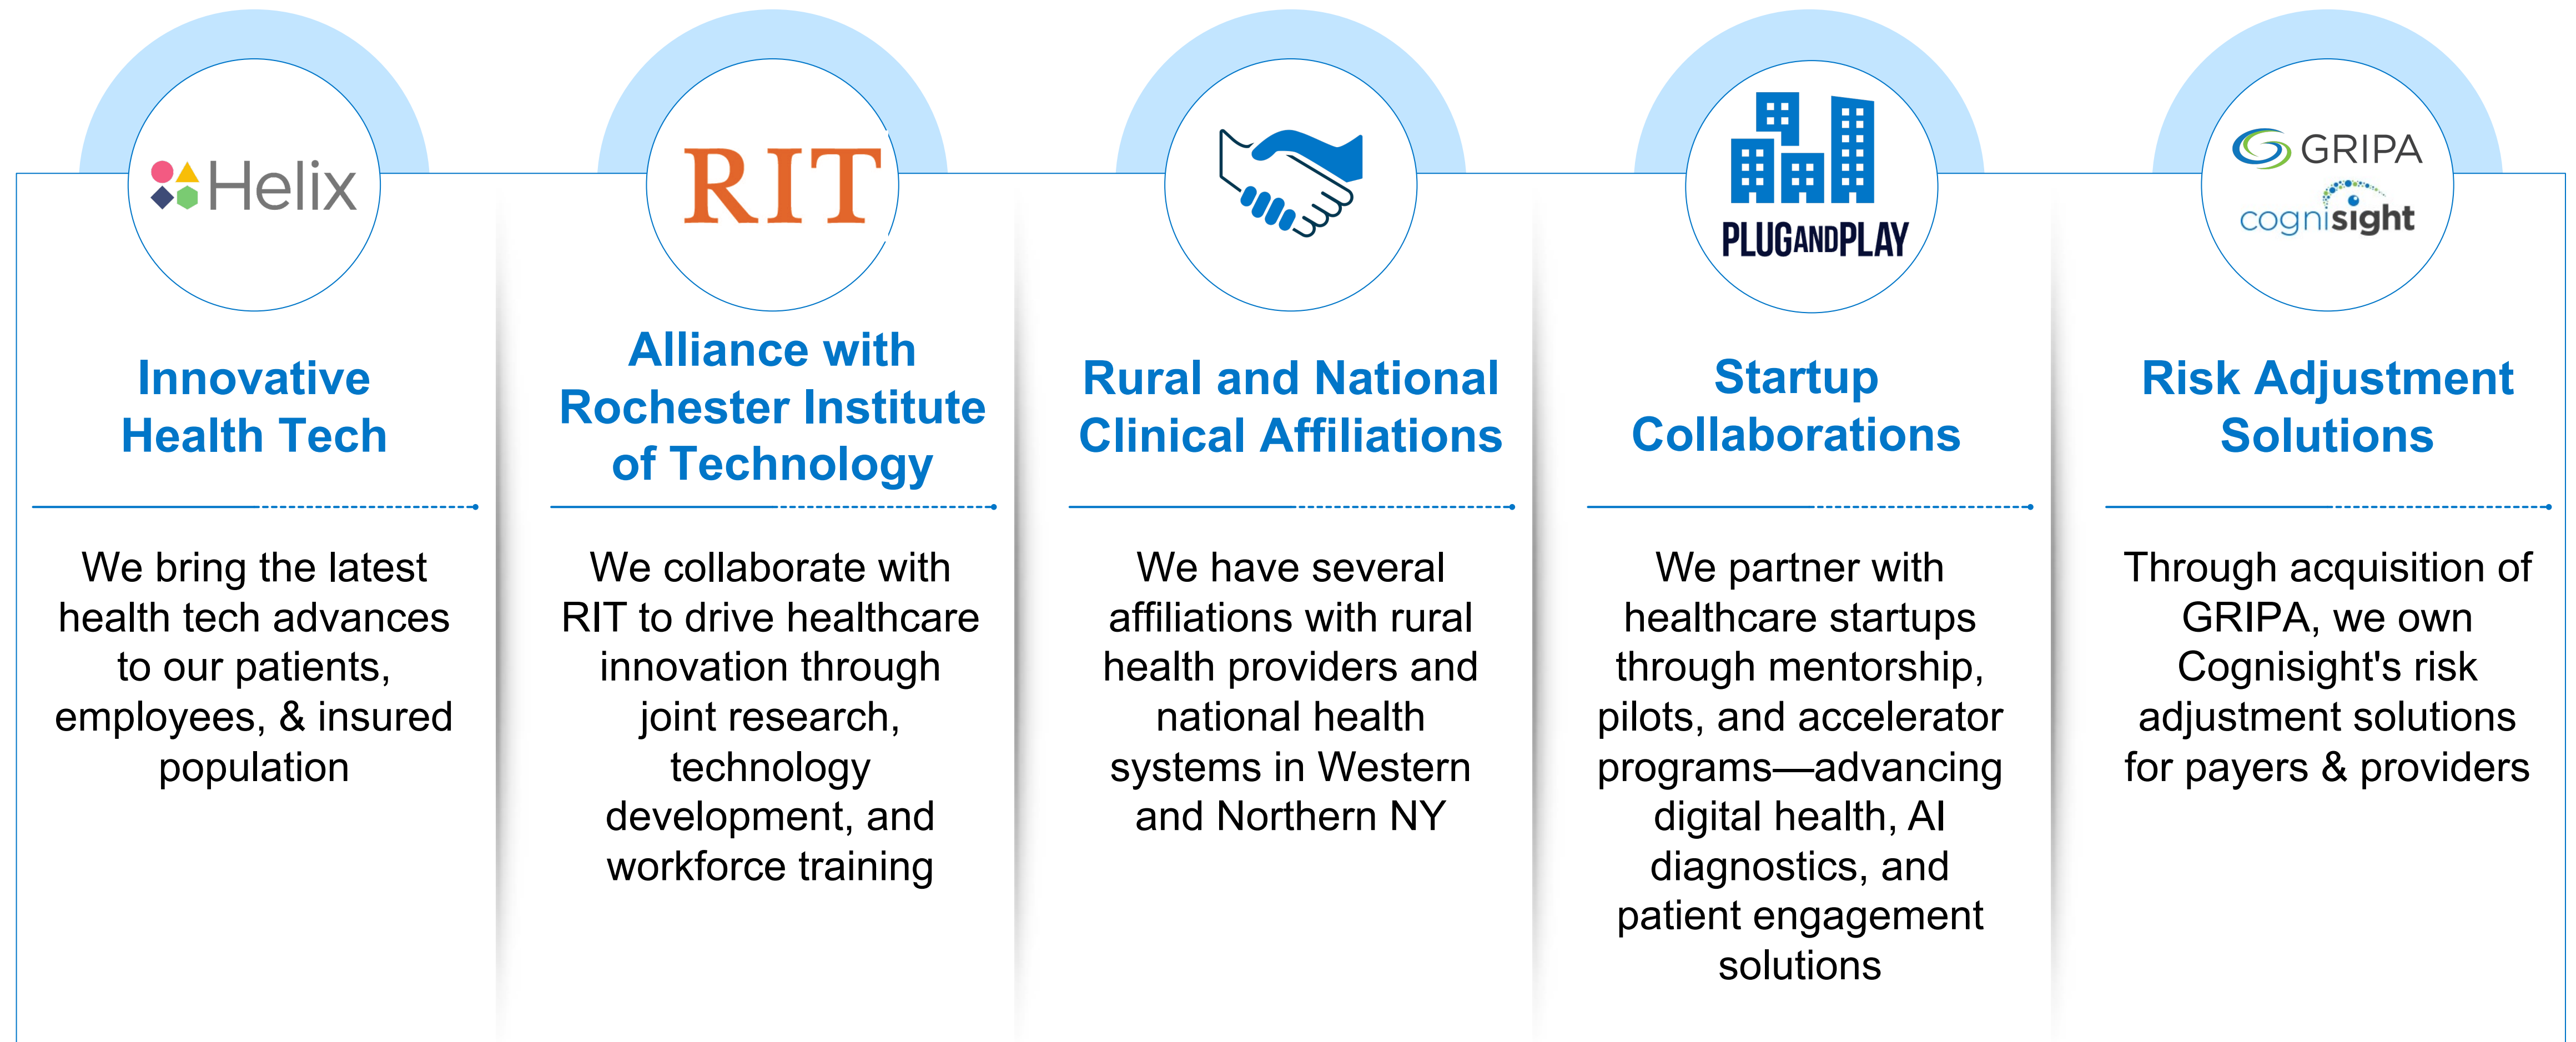 Helix
Innovative
Health Tech
We bring the latest
health tech advances
to our patients,
employees, & insured
population
RIT
Alliance with
Rochester Institute
of Technology
We collaborate with
RIT to drive healthcare
innovation through
joint research,
technology
development, and
workforce training
Rural and National
Clinical Affiliations
We have several
affiliations with rural
health providers and
national health
systems in Western
and Northern NY
PLUGANDPLAY
Startup
Collaborations
We partner with
healthcare startups
through mentorship,
pilots, and accelerator
programs—advancing
digital health, AI
diagnostics, and
patient engagement
solutions
GRIPA
cognisight
Risk Adjustment
Solutions
Through acquisition of
GRIPA, we own
Cognisight's risk
adjustment solutions
for payers & providers